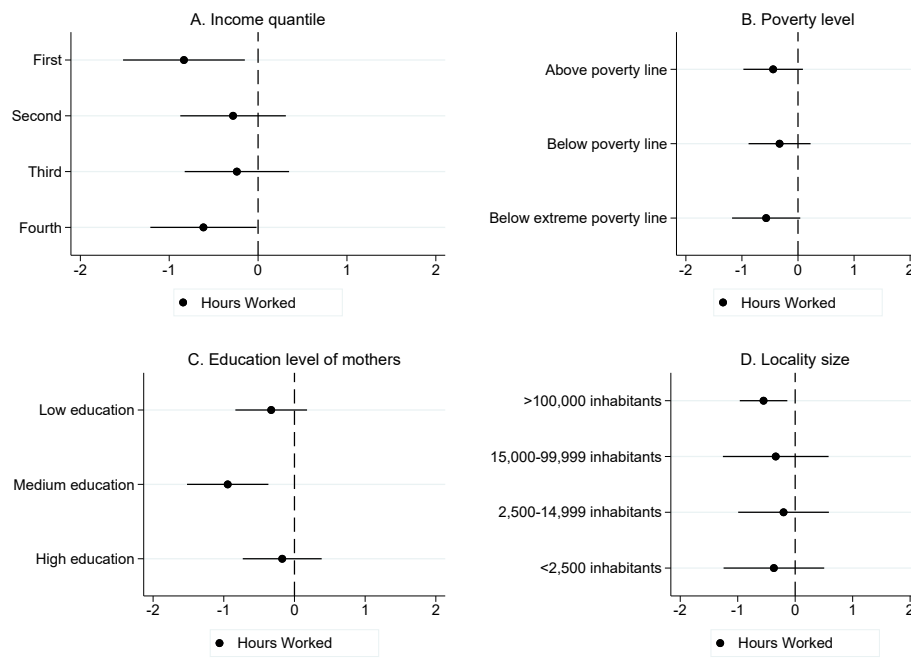 A. Income quantile
First
Second
Third
Fourth
-2 -1 0 1 2
Hours Worked
B. Poverty level
Above poverty line
Below poverty line
Below extreme poverty line
-2 -1 0 1 2
Hours Worked
C. Education level of mothers
Low education
Medium education
High education
-2 -1 0 1 2
Hours Worked
D. Locality size
>100,000 inhabitants
15,000-99,999 inhabitants
2,500-14,999 inhabitants
<2,500 inhabitants
-2 -1 0 1 2
Hours Worked